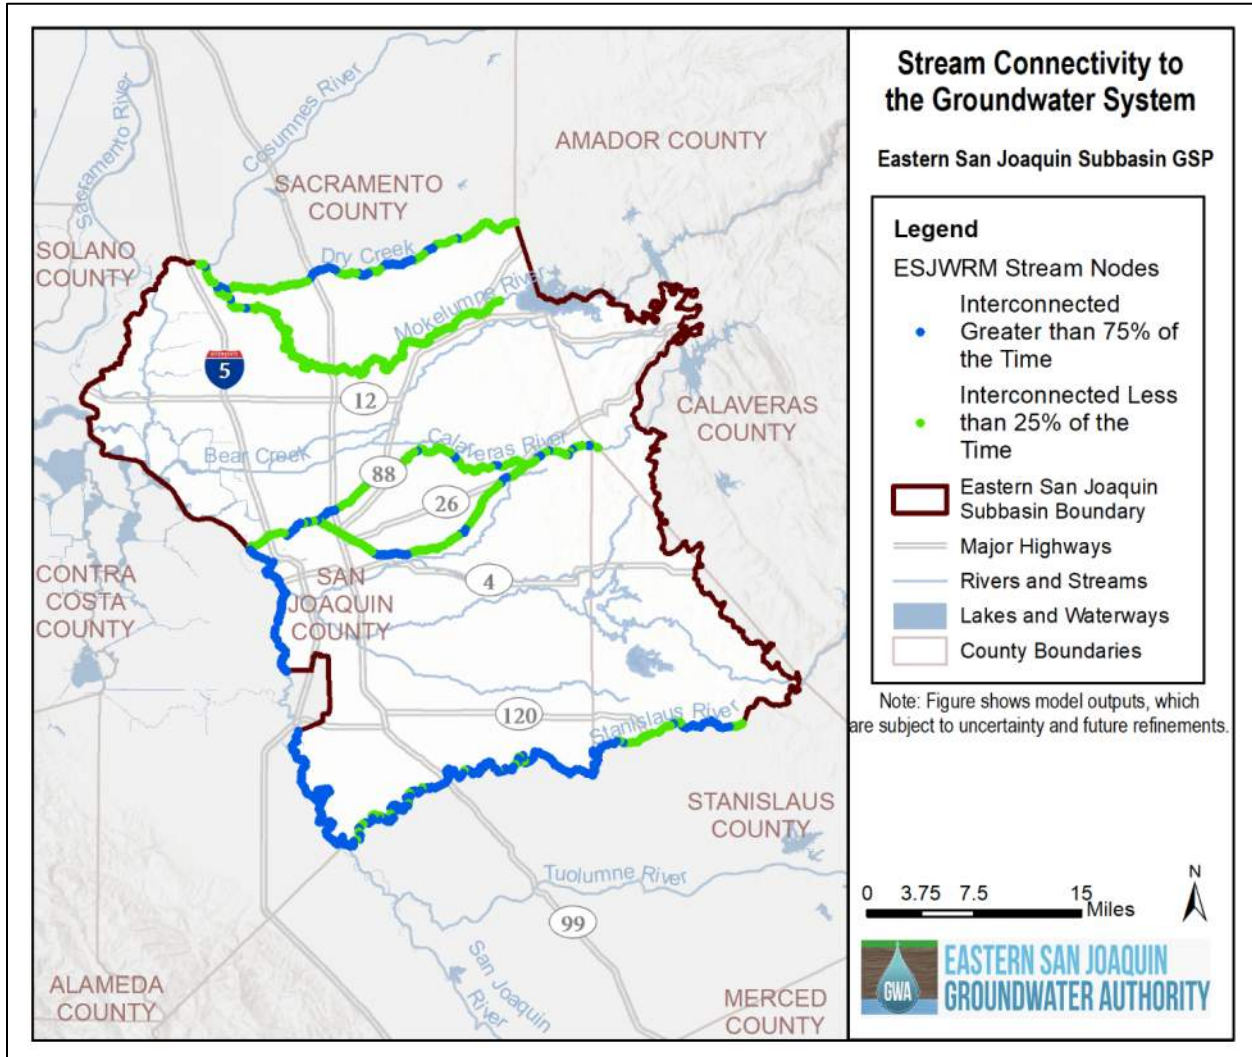 Stream Connectivity to
the Groundwater System
Eastern San Joaquin Subbasin GSP
Legend
ESJWRM Stream Nodes
Interconnected
Greater than 75% of
the Time
Interconnected Less
than 25% of the
Time
Eastern San Joaquin
Subbasin Boundary
Major Highways
Rivers and Streams
Lakes and Waterways
County Boundaries
Note: Figure shows model outputs, which
are subject to uncertainty and future refinements.
0 3.75 7.5 15
Miles
N
GWA
EASTERN SAN JOAQUIN
GROUNDWATER AUTHORITY
Sacramento River
Cosumnes River
AMADOR COUNTY
SACRAMENTO
COUNTY
SOLANO
COUNTY
Dry Creek
Mokelumne River
INTERSTATE
5
12
CALAVERAS
COUNTY
Calaveras River
Bear Creek
88
26
CONTRA
COSTA
COUNTY
SAN
JOAQUIN
COUNTY
4
120
Stanislaus River
STANISLAUS
COUNTY
Tuolumne River
99
San Joaquin
River
ALAMEDA
COUNTY
MERCED
COUNTY